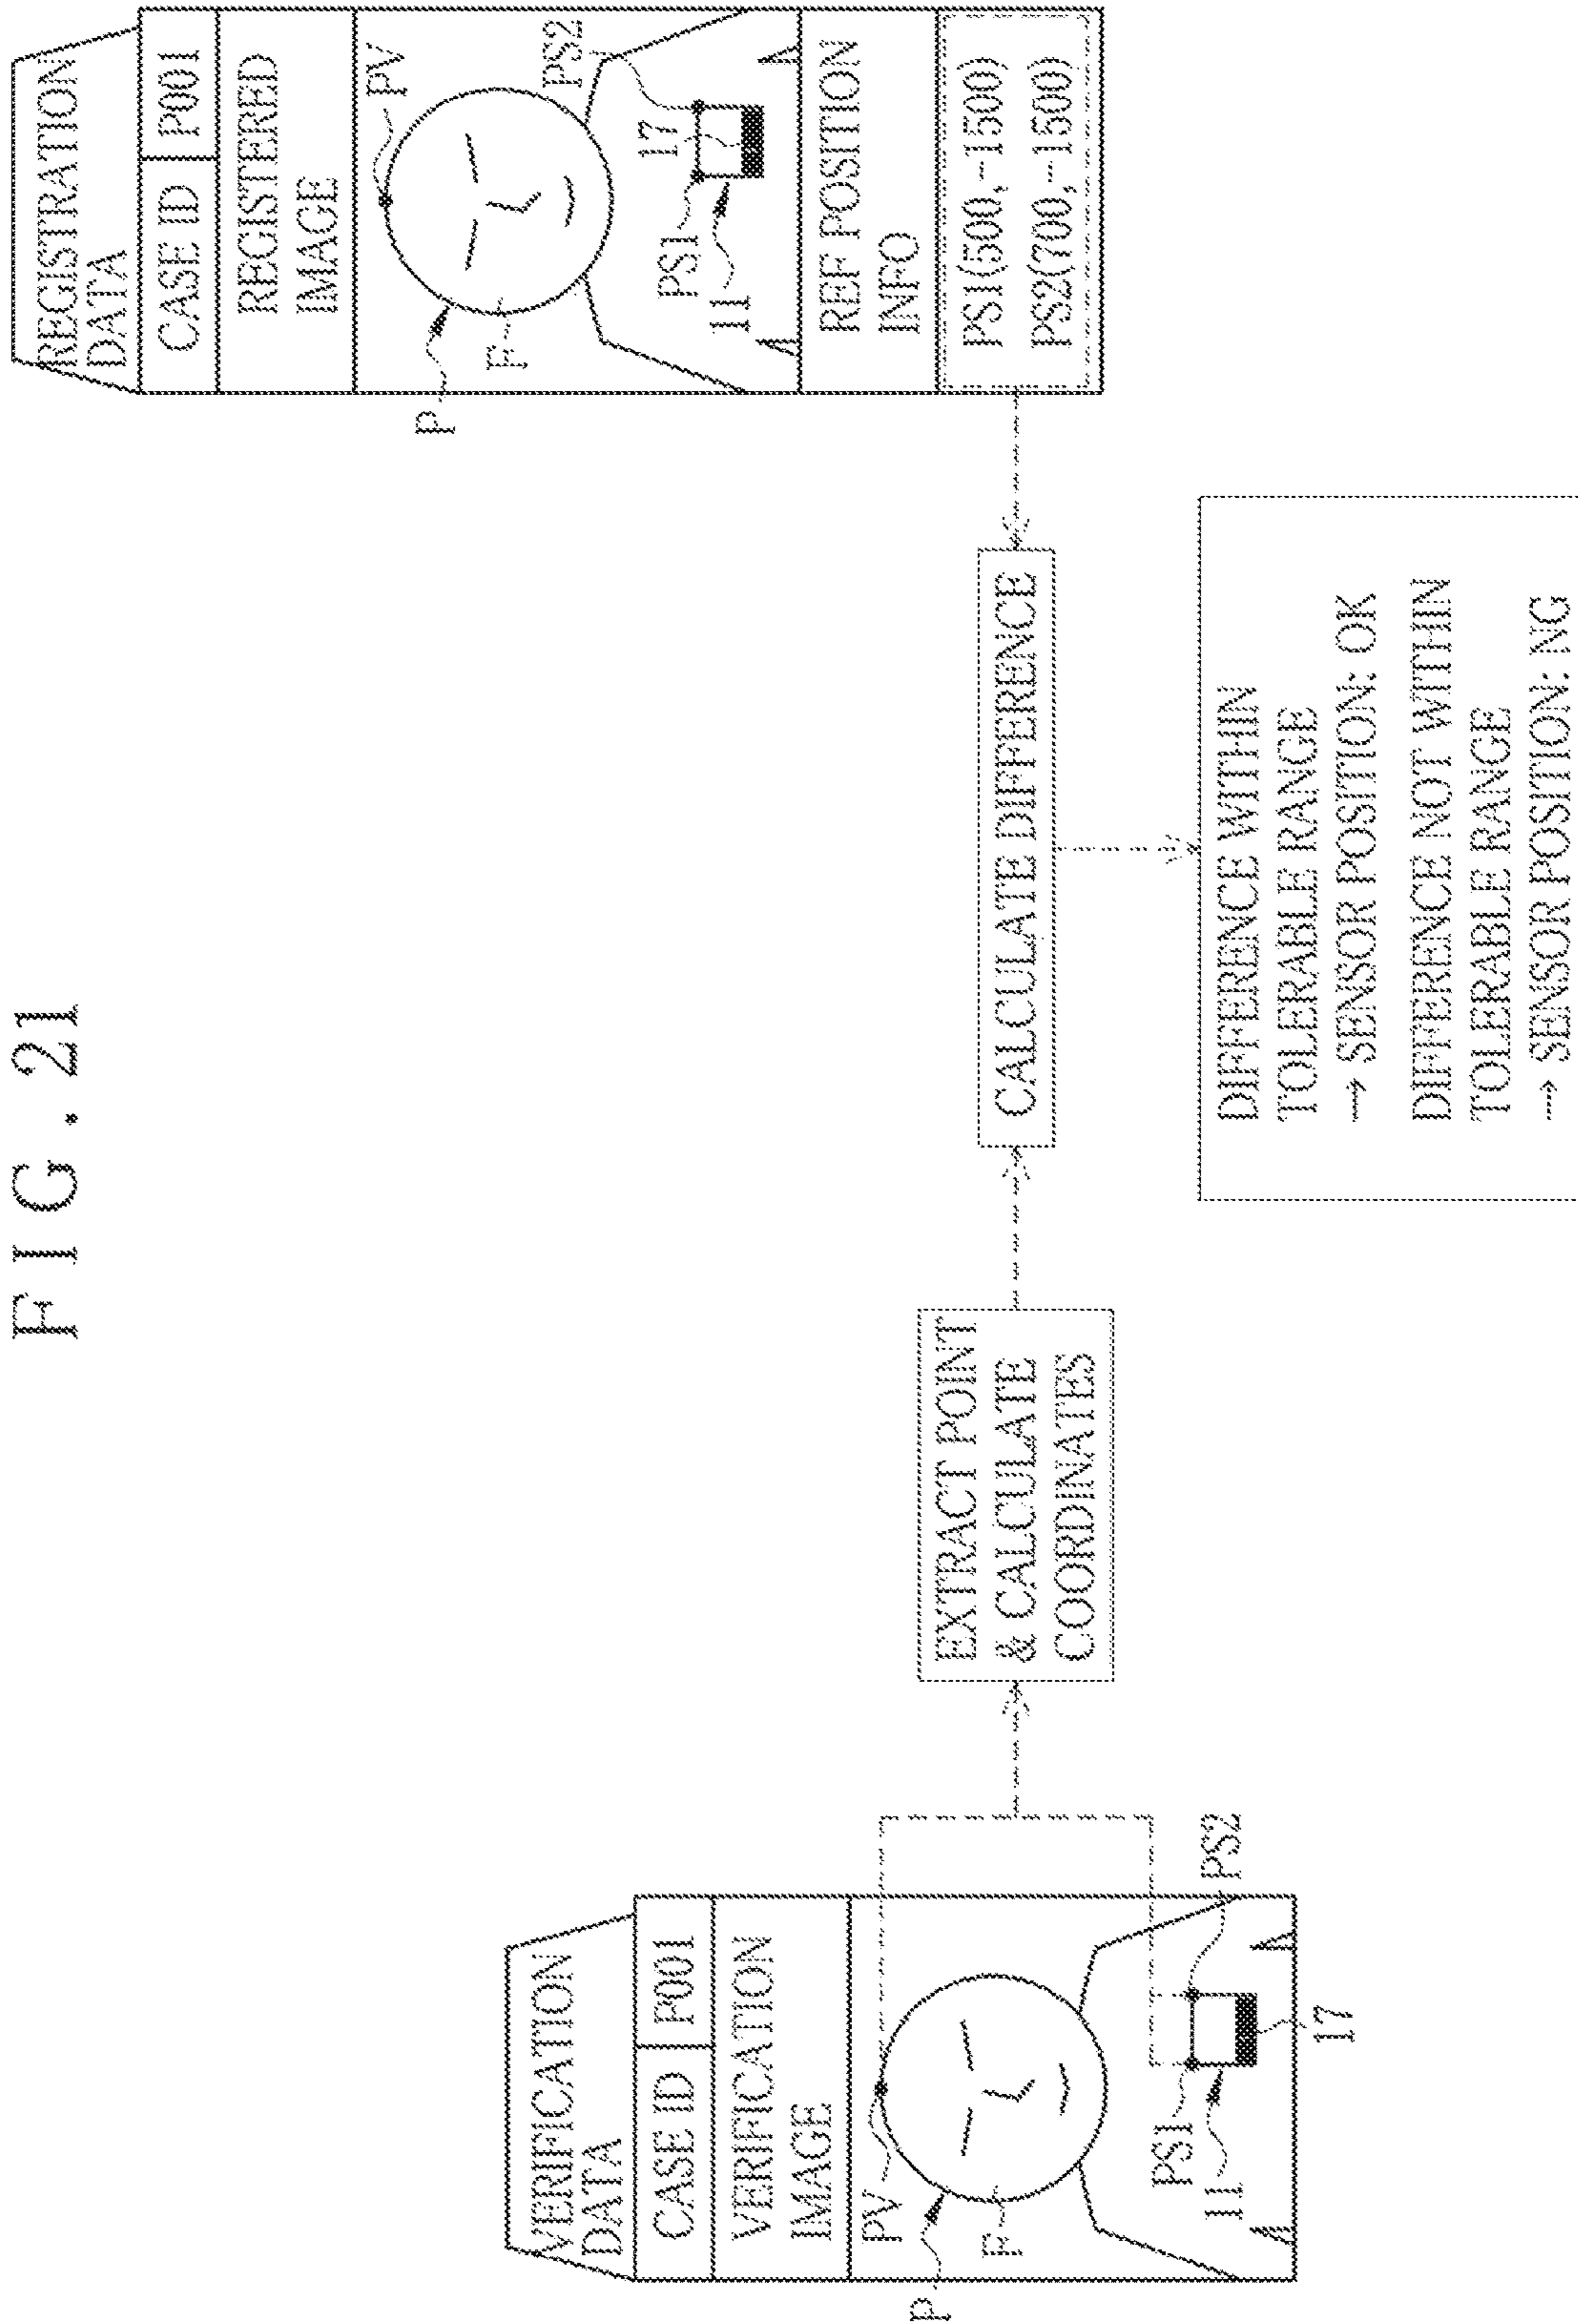 FIG. 21
VERIFICATION
DATA
CASE ID P001
VERIFICATION
IMAGE
PV
P
F
PS1
PS2
11
17
EXTRACT POINT
& CALCULATE
COORDINATES
CALCULATE DIFFERENCE
DIFFERENCE WITHIN
TOLERABLE RANGE
→ SENSOR POSITION: OK
DIFFERENCE NOT WITHIN
TOLERABLE RANGE
→ SENSOR POSITION: NG
REGISTRATION
DATA
CASE ID P001
REGISTERED
IMAGE
PV
P
F
PS2
17
PS1
11
REF POSITION
INFO
PS1(500,-1500)
PS2(700,-1500)